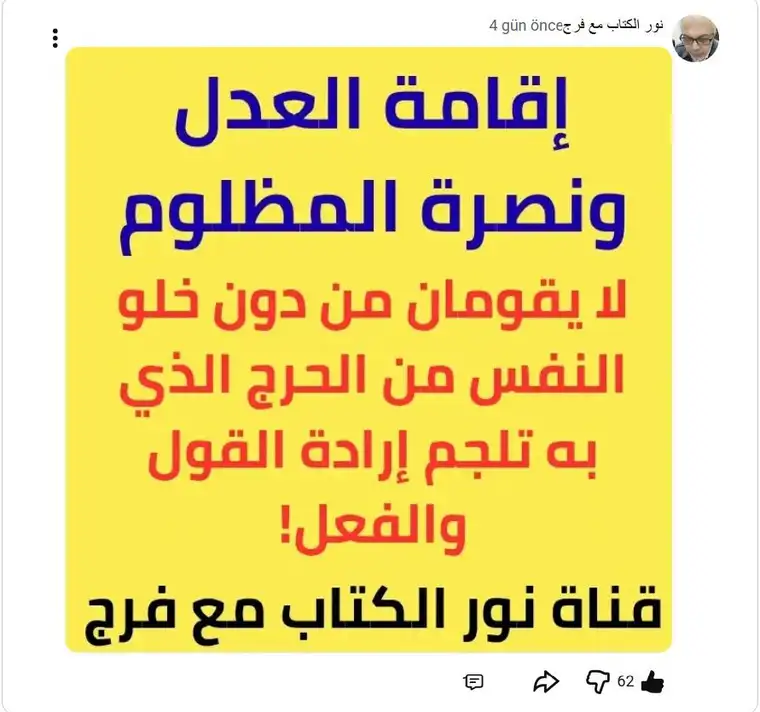 نور الكتاب مع فرج 4 gün önce
إقامة العدل
ونصرة المظلوم
لا يقومان من دون خلو
النفس من الحرج الذي
به تلجم إرادة القول
والفعل!
قناة نور الكتاب مع فرج
62